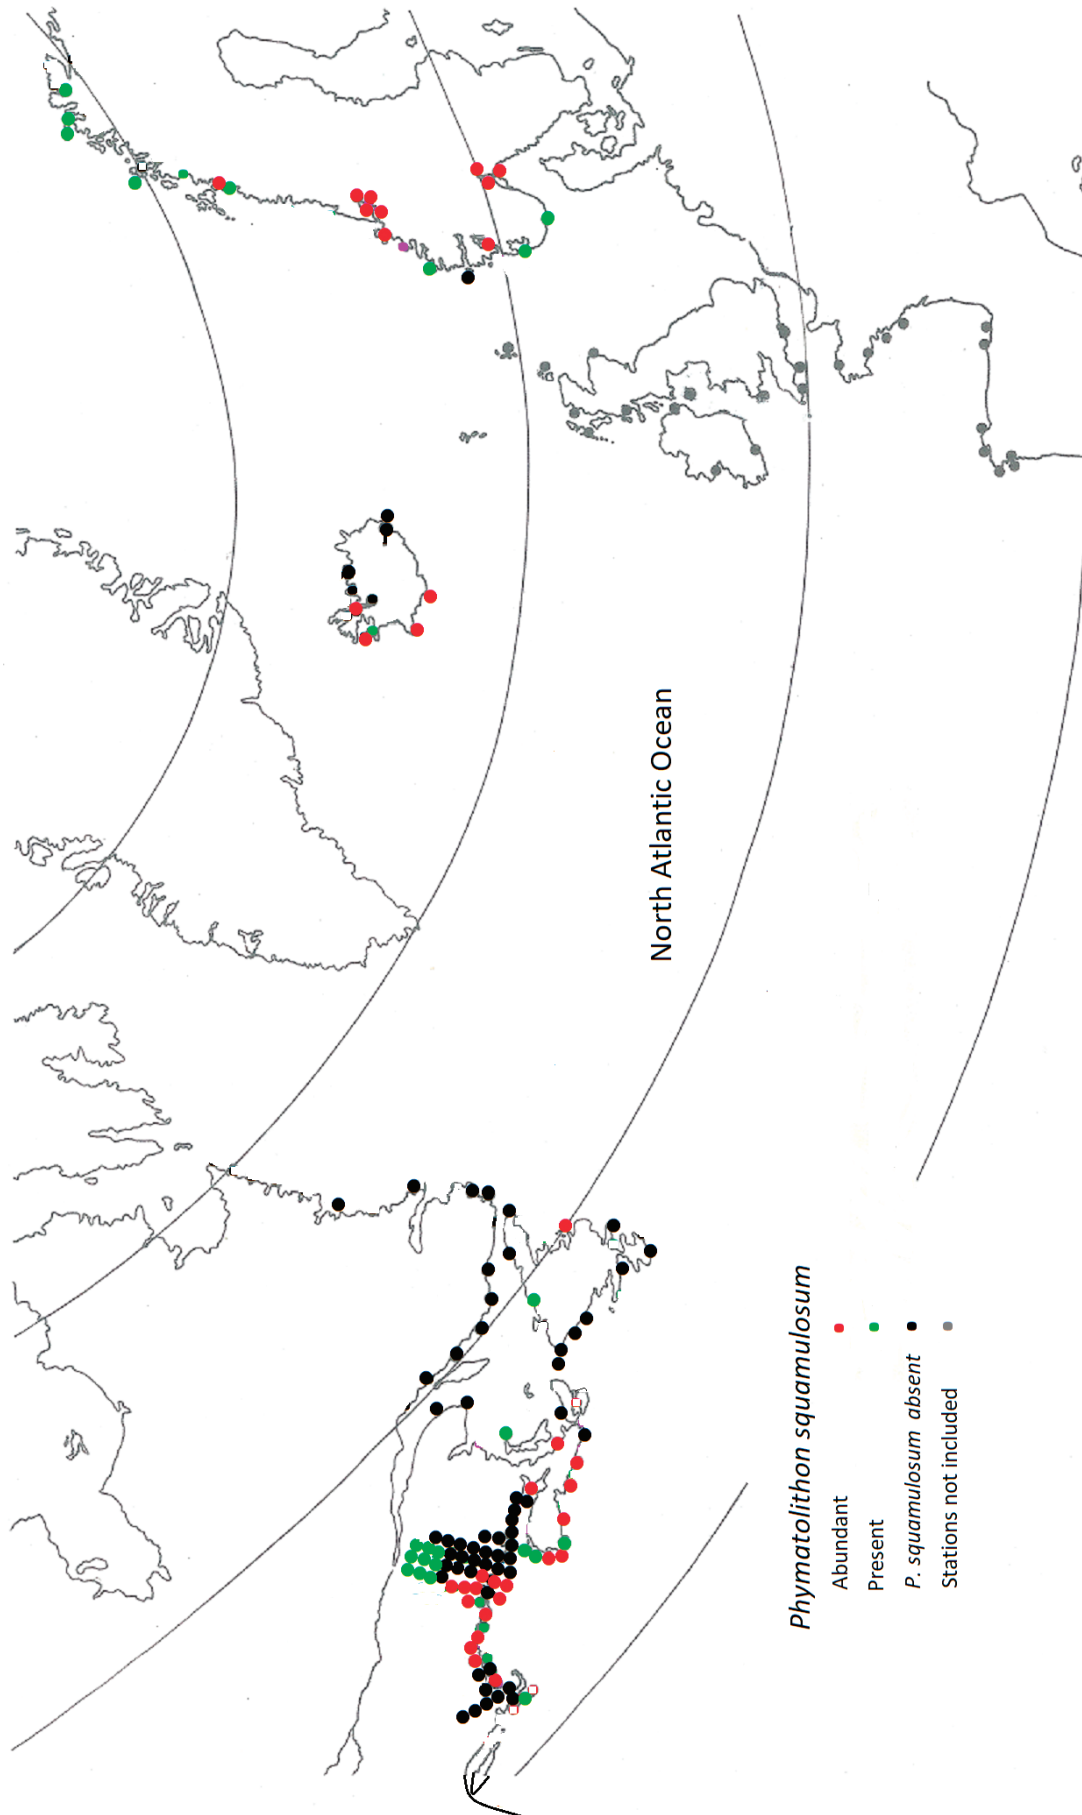 North Atlantic Ocean
Phymatolithon squamulosum
Abundant
Present
P. squamulosum absent
Stations not included